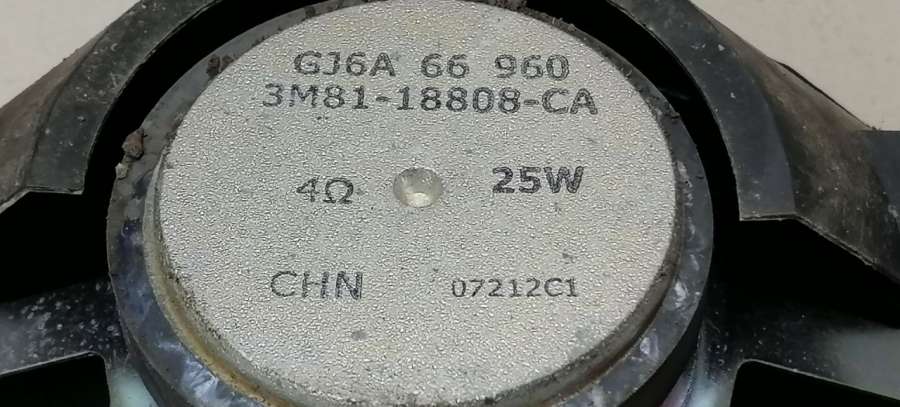 GJ6A 66 960
3M81-18808-CA
4Ω 25W
CHN 07212C1